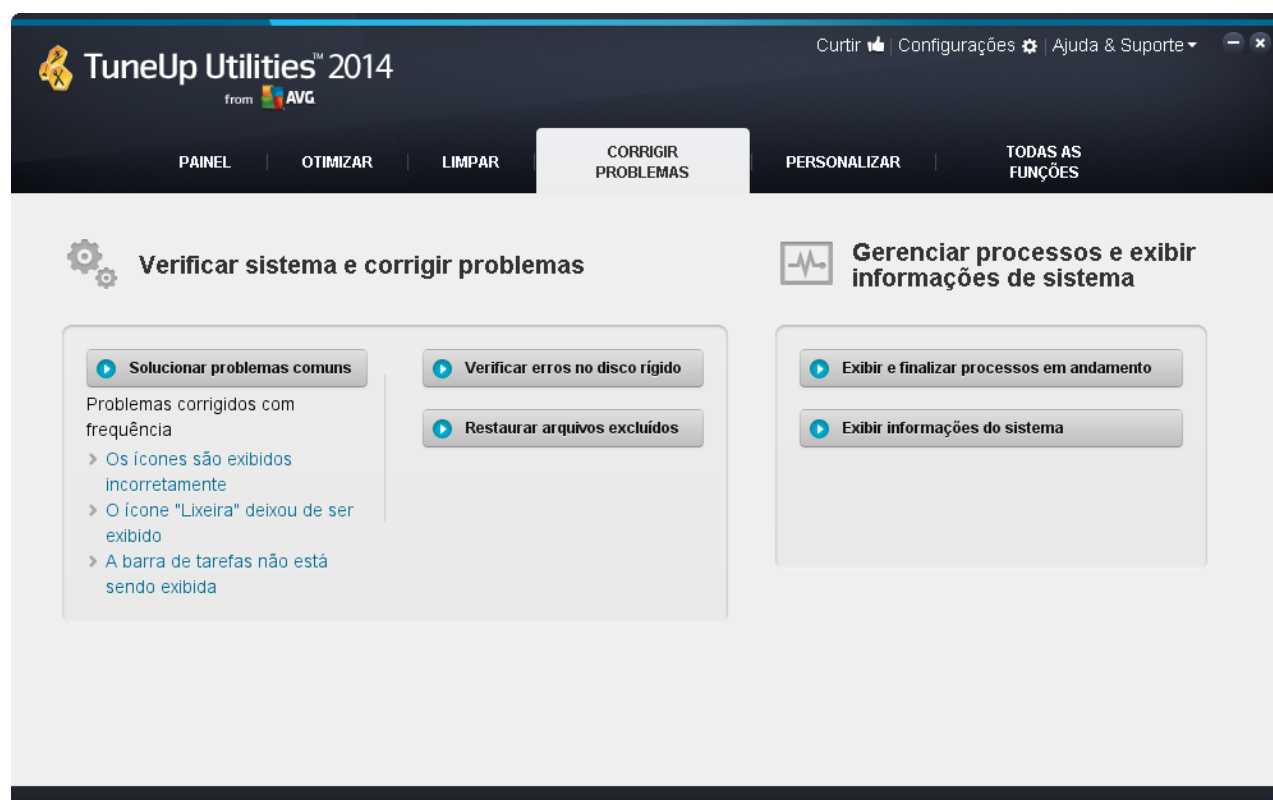 TuneUp Utilities™ 2014
from AVG
Curtir | Configurações | Ajuda & Suporte
PAINEL
OTIMIZAR
LIMPAR
CORRIGIR
PROBLEMAS
PERSONALIZAR
TODAS AS
FUNÇÕES
Verificar sistema e corrigir problemas
Solucionar problemas comuns
Problemas corrigidos com
frequência
Os ícones são exibidos
incorretamente
O ícone "Lixeira" deixou de ser
exibido
A barra de tarefas não está
sendo exibida
Verificar erros no disco rígido
Restaurar arquivos excluídos
Gerenciar processos e exibir
informações de sistema
Exibir e finalizar processos em andamento
Exibir informações do sistema